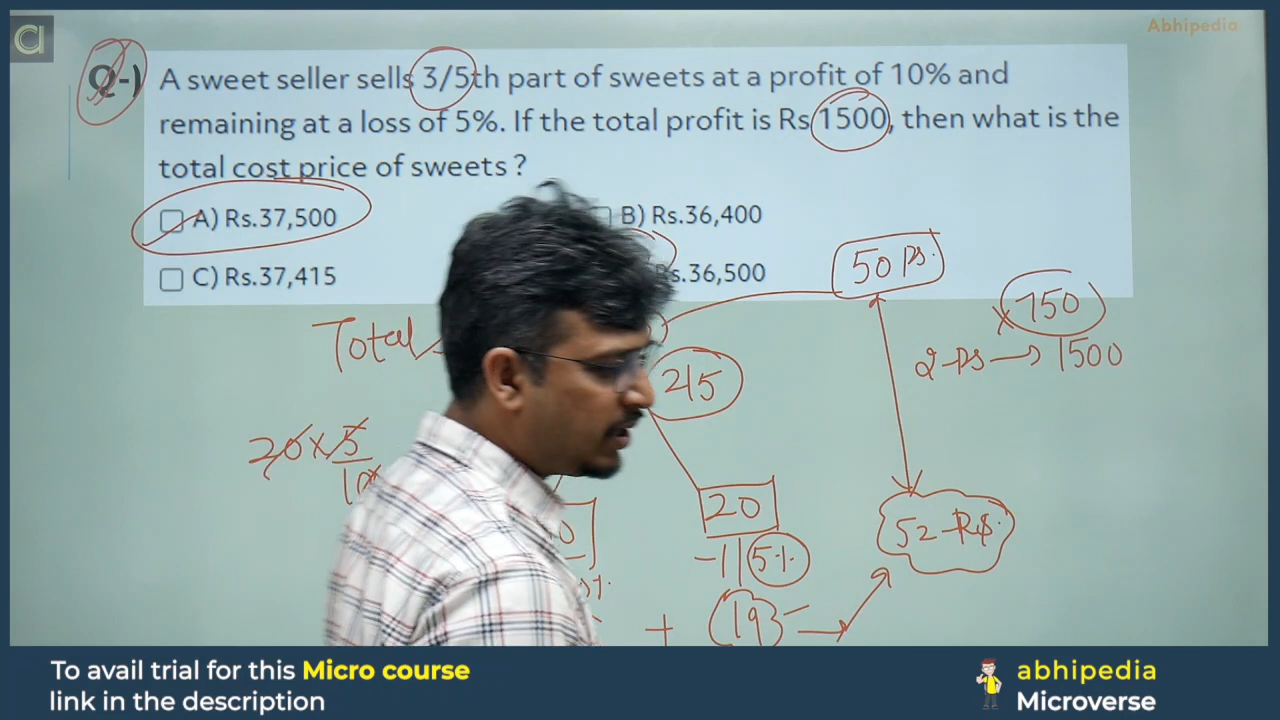 Abhipedia
Q-) A sweet seller sells 3/5th part of sweets at a profit of 10% and
remaining at a loss of 5%. If the total profit is Rs 1500, then what is the
total cost price of sweets ?
A) Rs.37,500
B) Rs.36,400
C) Rs.37,415
Rs.36,500
50 Rs.
Total
x 750
2 Rs → 1500
2/5
20 x 5
10
20
-1 | 5%
52 Rs.
+ 19 →
To avail trial for this Micro course
link in the description
abhipedia
Microverse